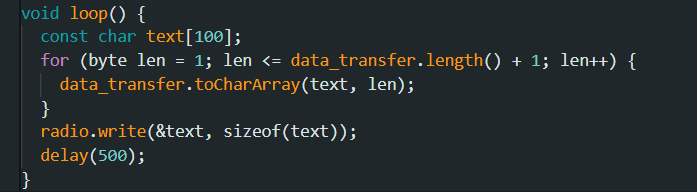 void loop() {
  const char text[100];
  for (byte len = 1; len <= data_transfer.length() + 1; len++) {
    data_transfer.toCharArray(text, len);
  }
  radio.write(&text, sizeof(text));
  delay(500);
}